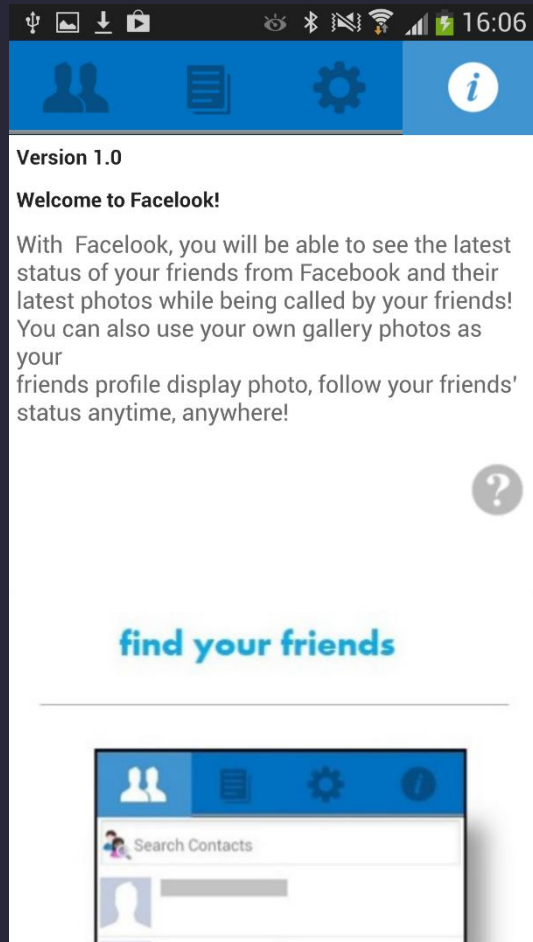 16:06
Version 1.0
Welcome to Facelook!
With  Facelook, you will be able to see the latest
status of your friends from Facebook and their
latest photos while being called by your friends!
You can also use your own gallery photos as
your
friends profile display photo, follow your friends'
status anytime, anywhere!
?
find your friends
Search Contacts